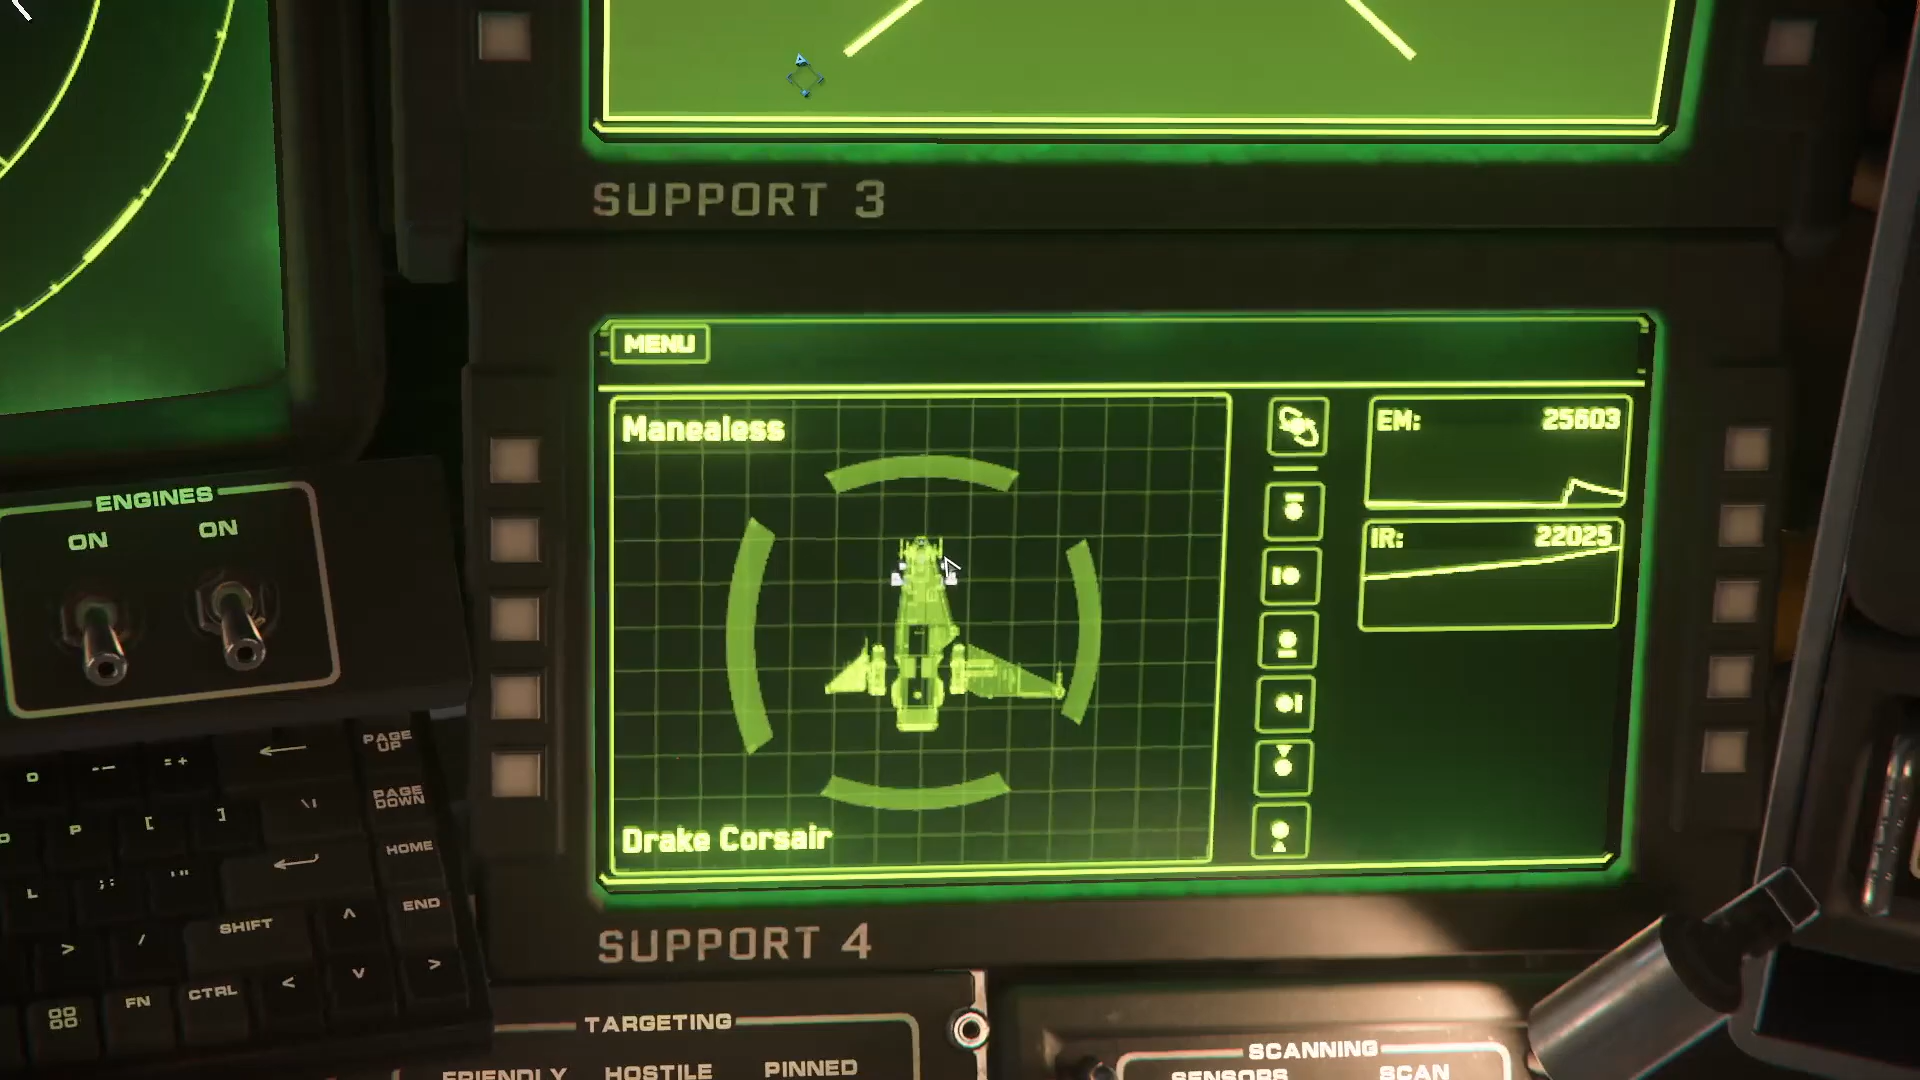 SUPPORT 3
MENU
Manealess
EM: 25603
IR: 22025
Drake Corsair
SUPPORT 4
ENGINES
ON ON
PAGE UP
O -- =+ ←
PAGE DOWN
P [ ] \|
HOME
L ;: '"
END
SHIFT ^
> /
FN CTRL < v >
TARGETING
FRIENDLY HOSTILE PINNED
SCANNING
SENSORS SCAN